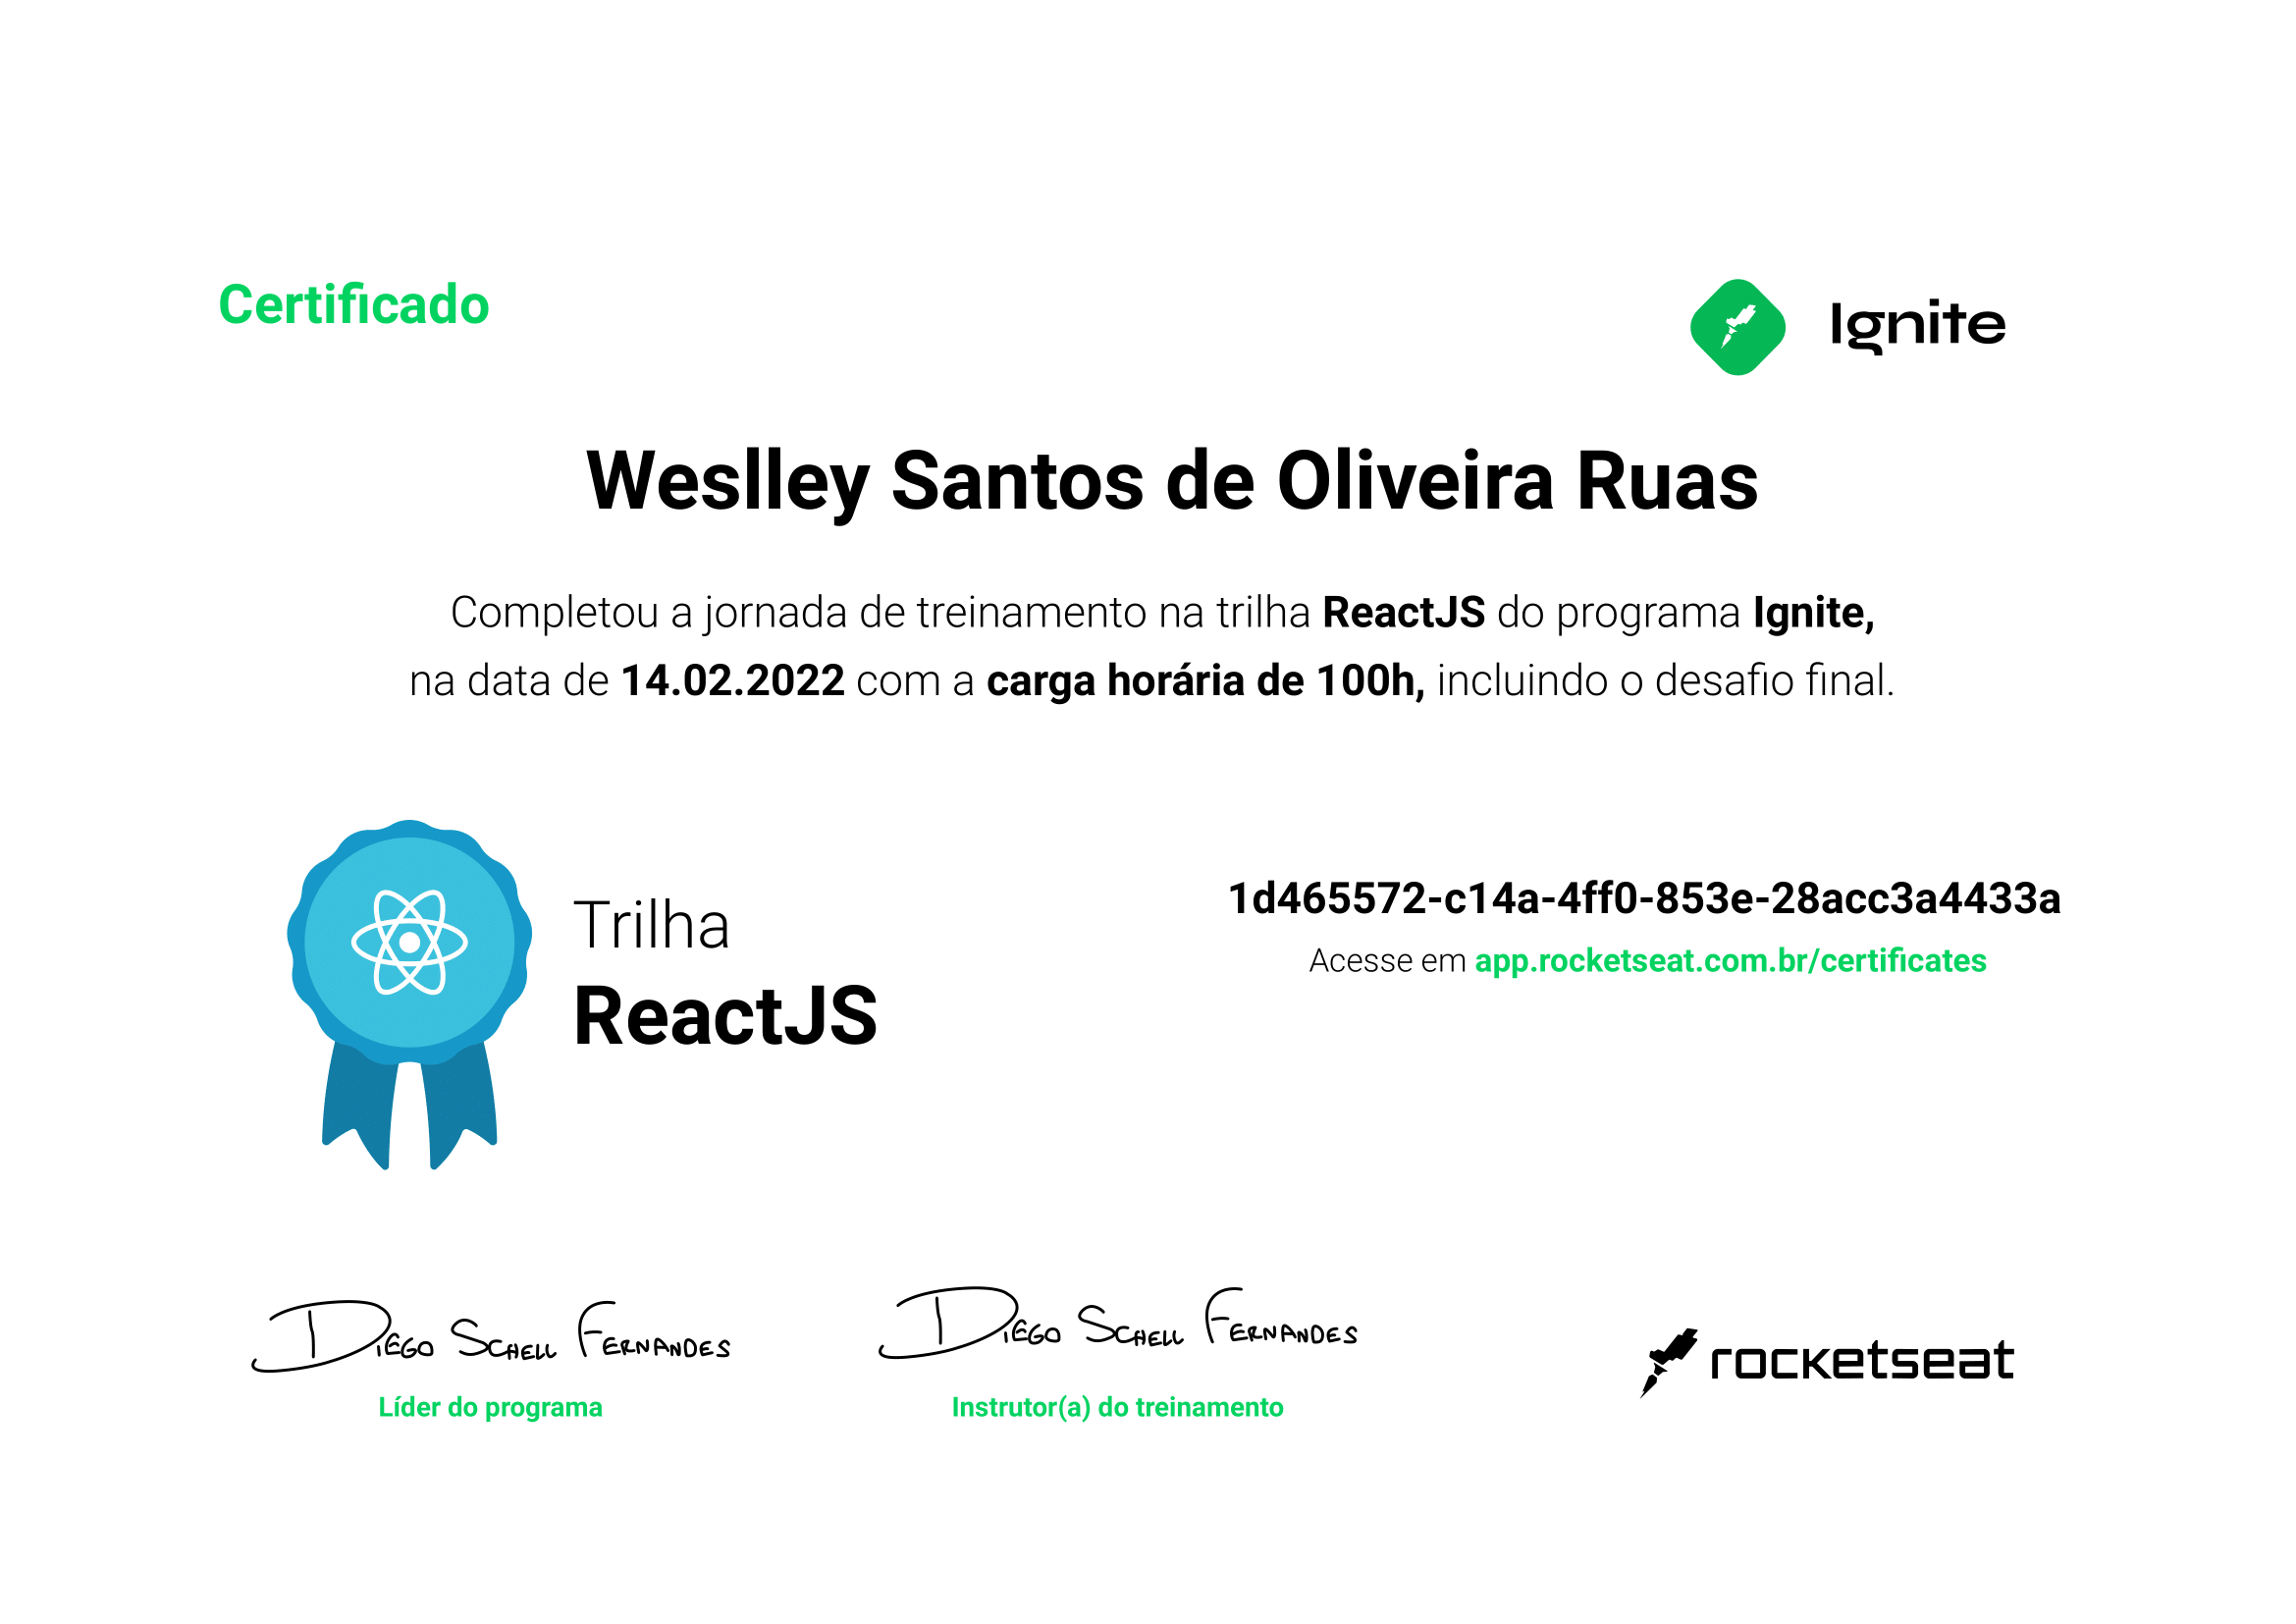 Certificado
Ignite
Weslley Santos de Oliveira Ruas
Completou a jornada de treinamento na trilha ReactJS do programa Ignite,
na data de 14.02.2022 com a carga horária de 100h, incluindo o desafio final.
Trilha
ReactJS
1d465572-c14a-4ff0-853e-28acc3a4433a
Acesse em app.rocketseat.com.br/certificates
Diego Schell Fernandes
Líder do programa
Diego Schell Fernandes
Instrutor(a) do treinamento
rocketseat